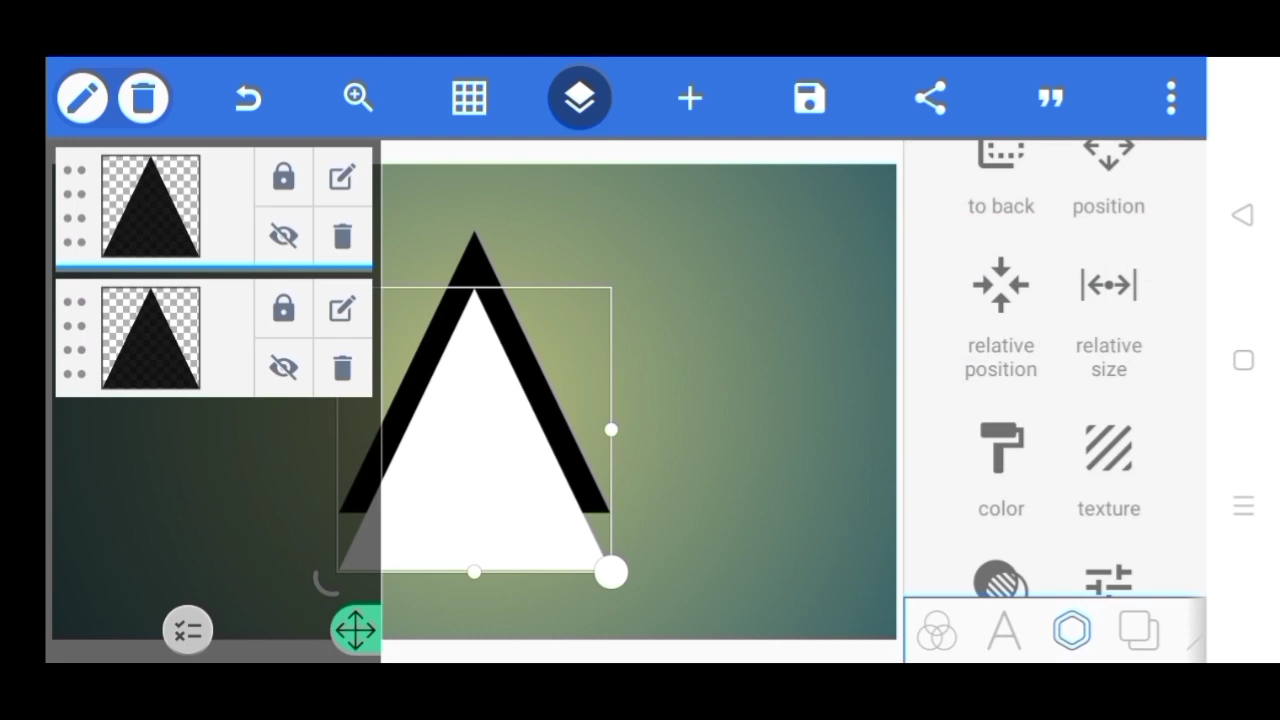 to back
position
relative
position
relative
size
color
texture